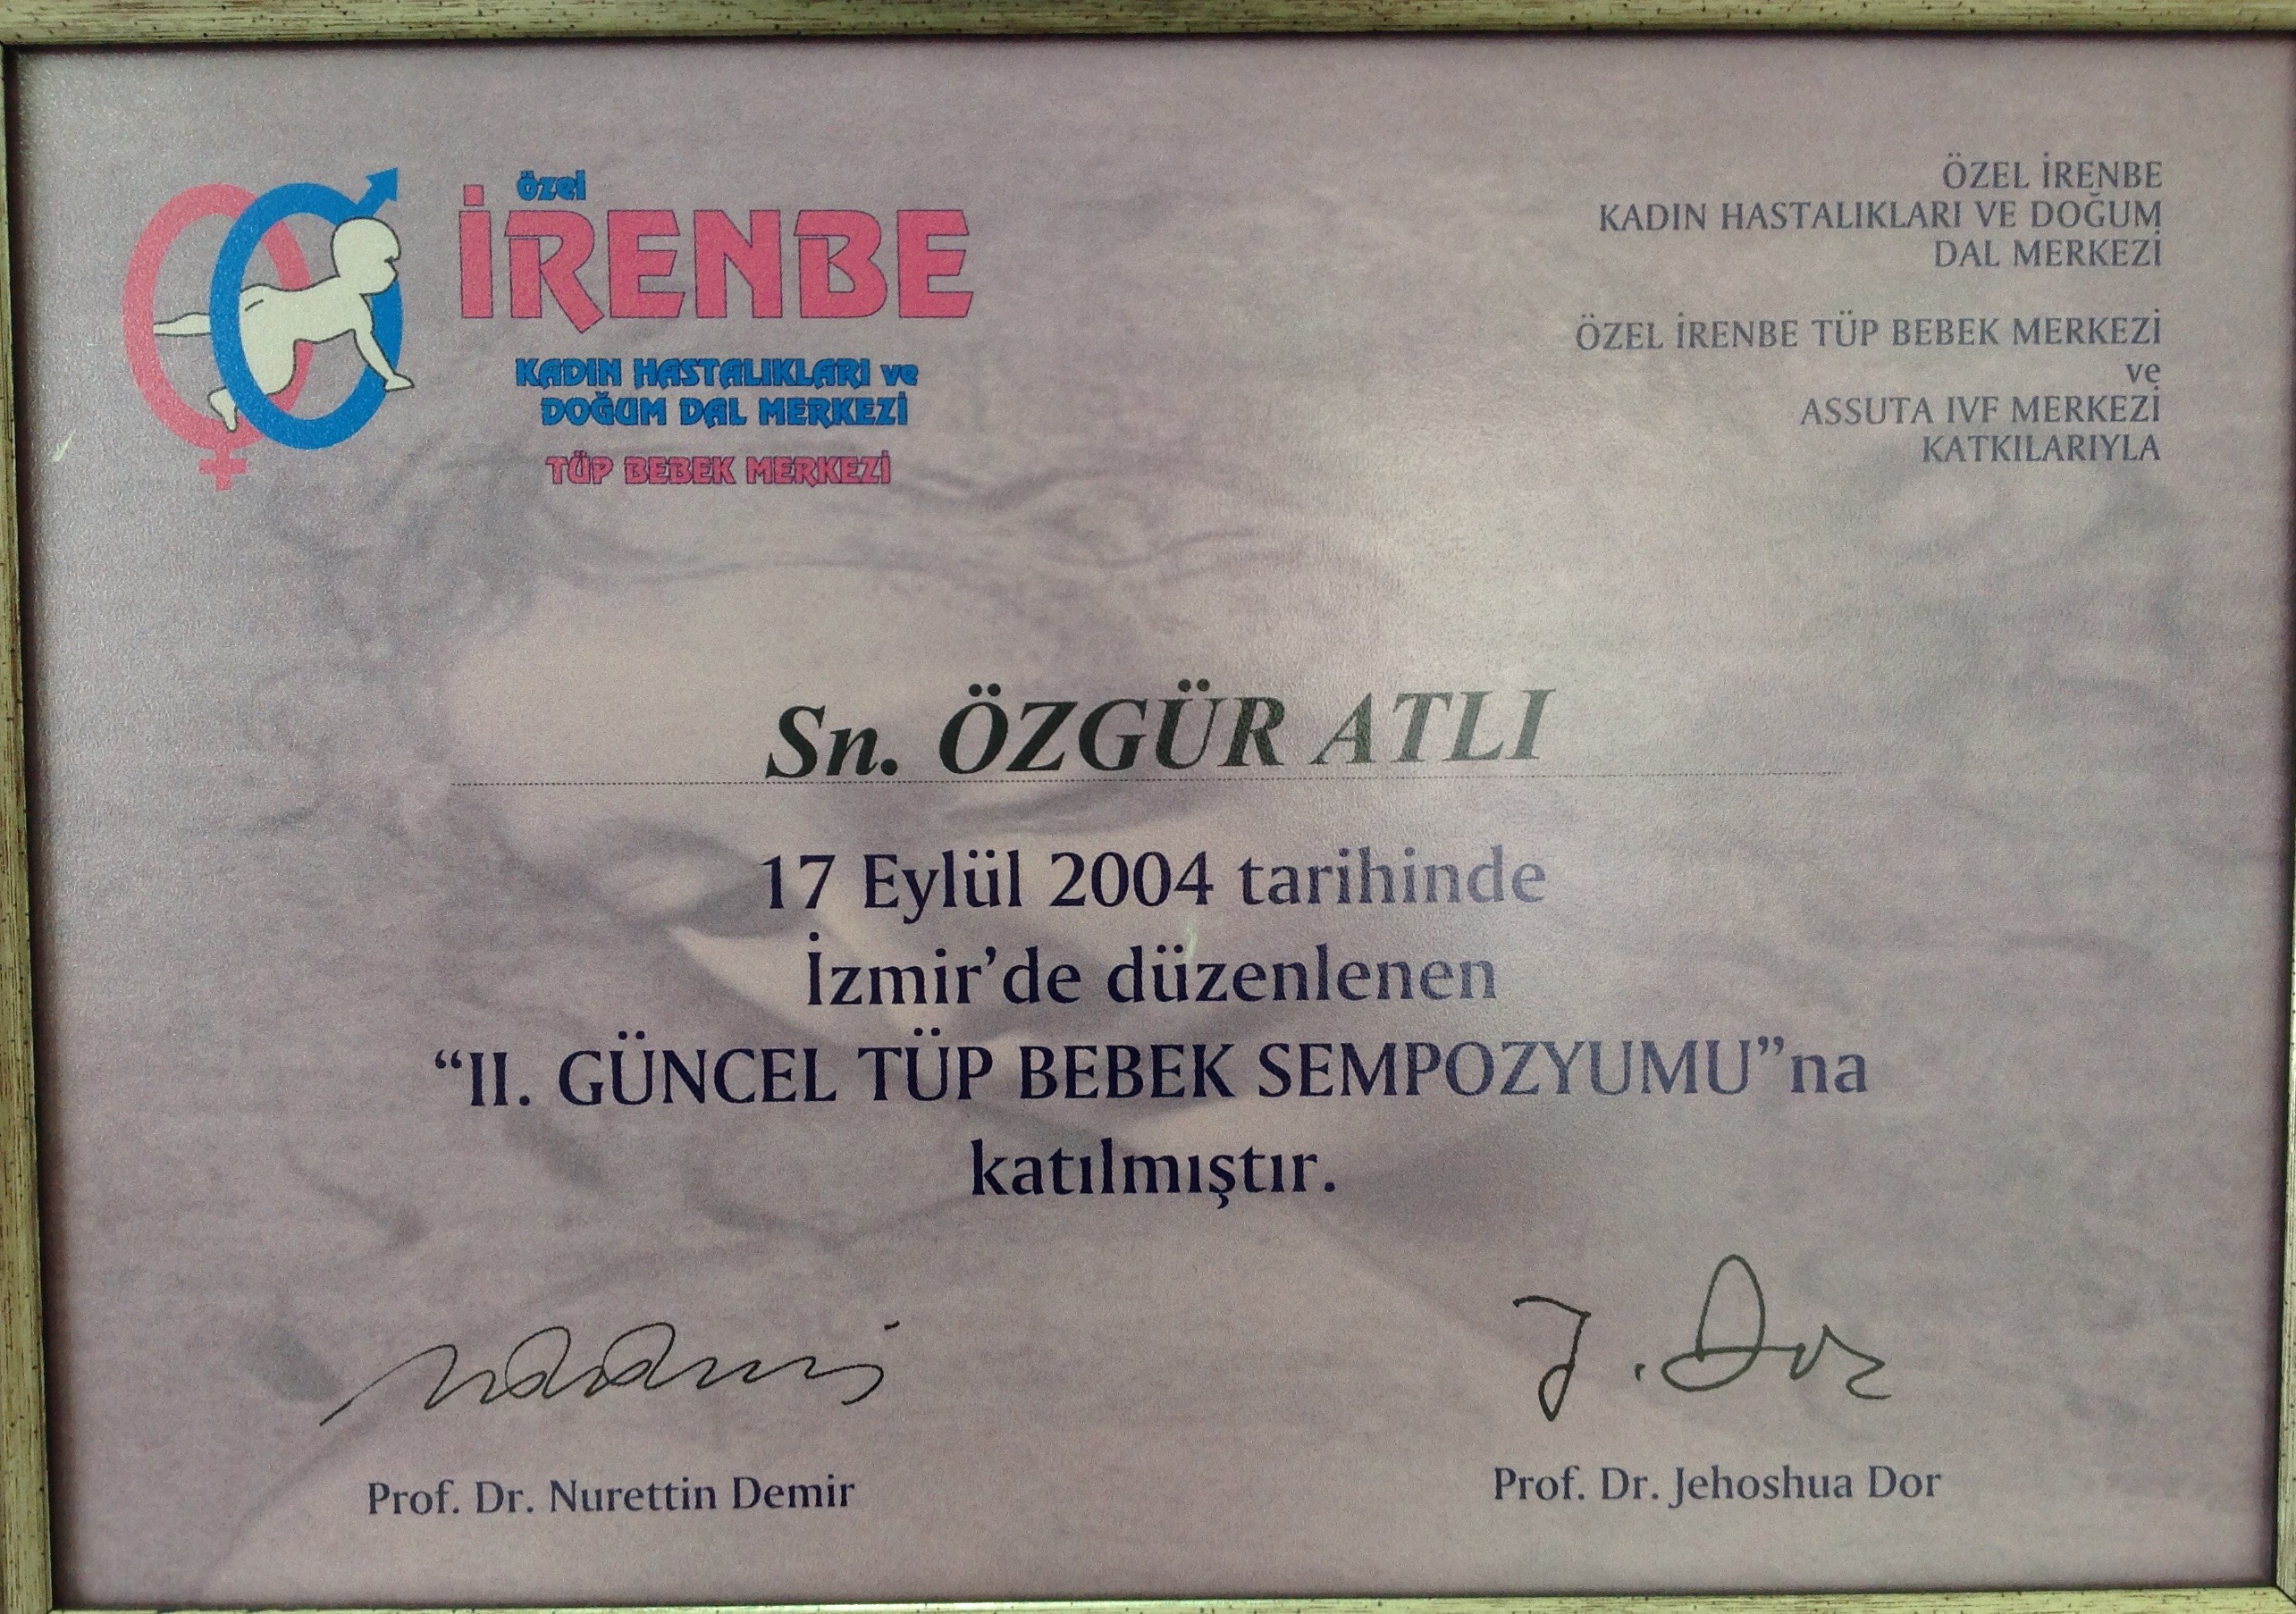 özel
İRENBE
KADIN HASTALIKLARI ve
DOĞUM DAL MERKEZİ
TÜP BEBEK MERKEZİ
ÖZEL İRENBE
KADIN HASTALIKLARI VE DOĞUM
DAL MERKEZİ
ÖZEL İRENBE TÜP BEBEK MERKEZİ
ve
ASSUTA IVF MERKEZİ
KATKILARIYLA
Sn. ÖZGÜR ATLI
17 Eylül 2004 tarihinde
İzmir’de düzenlenen
“II. GÜNCEL TÜP BEBEK SEMPOZYUMU”na
katılmıştır.
J. Dor
Prof. Dr. Nurettin Demir
Prof. Dr. Jehoshua Dor